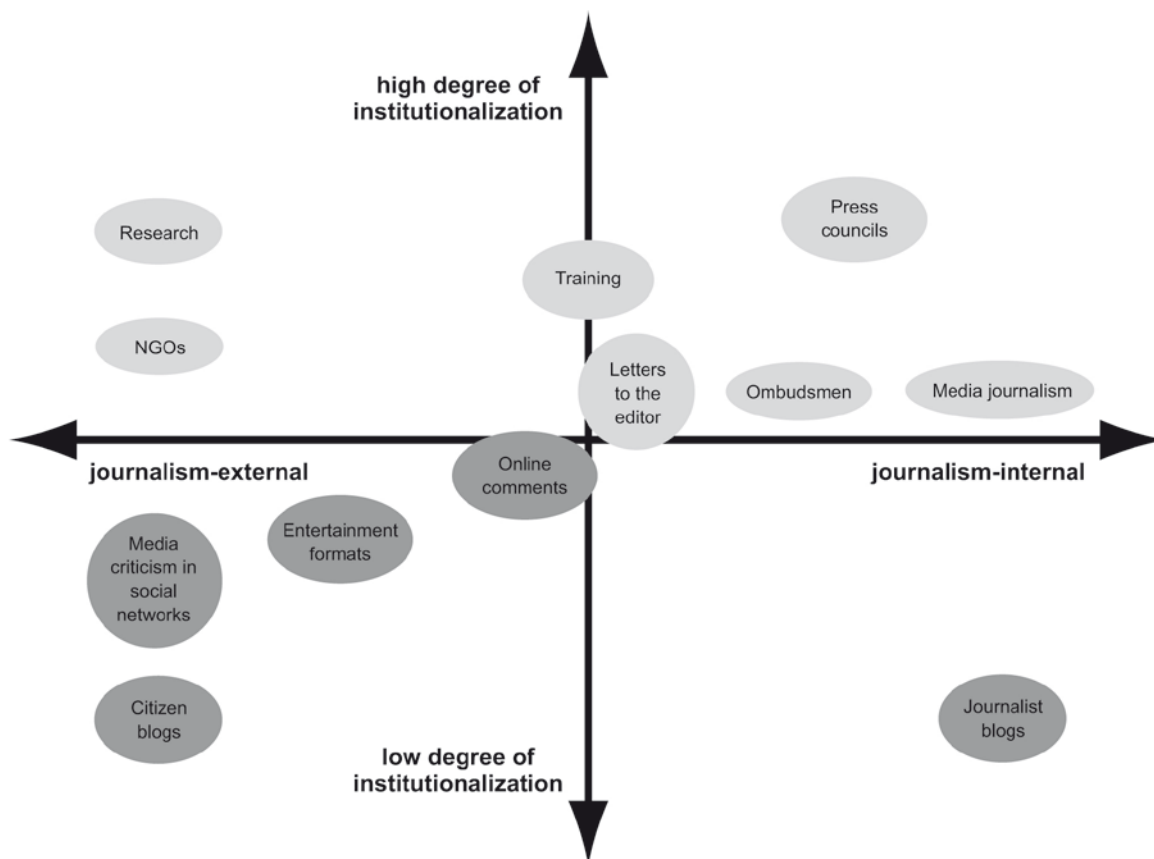 high degree of
institutionalization
Press
councils
Research
Training
NGOs
Letters
to the
editor
Ombudsmen
Media journalism
journalism-external
journalism-internal
Online
comments
Entertainment
formats
Media
criticism in
social
networks
Citizen
blogs
Journalist
blogs
low degree of
institutionalization